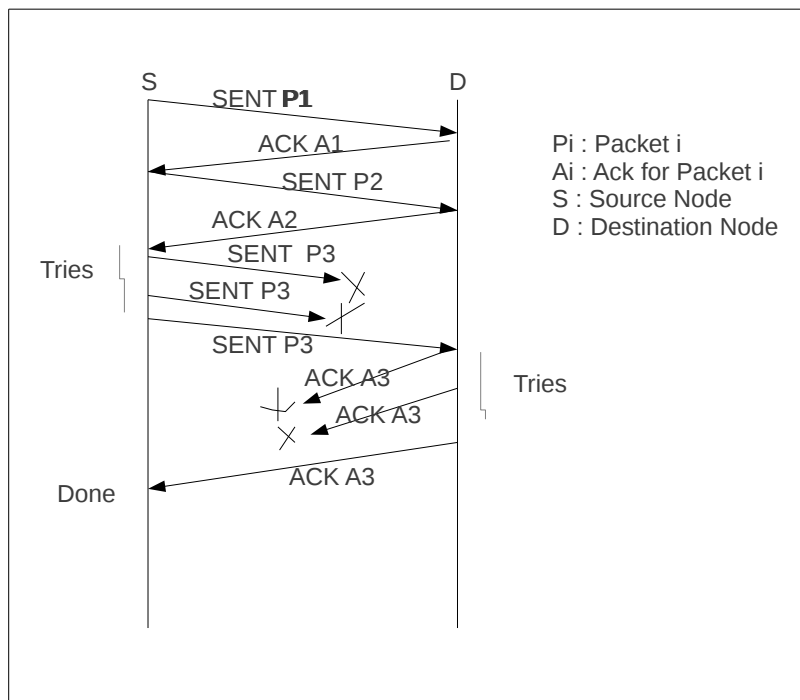 S
D
SENT P1
ACK A1
SENT P2
ACK A2
SENT P3
Tries
SENT P3
SENT P3
ACK A3
Tries
ACK A3
ACK A3
Done
Pi : Packet i
Ai : Ack for Packet i
S : Source Node
D : Destination Node